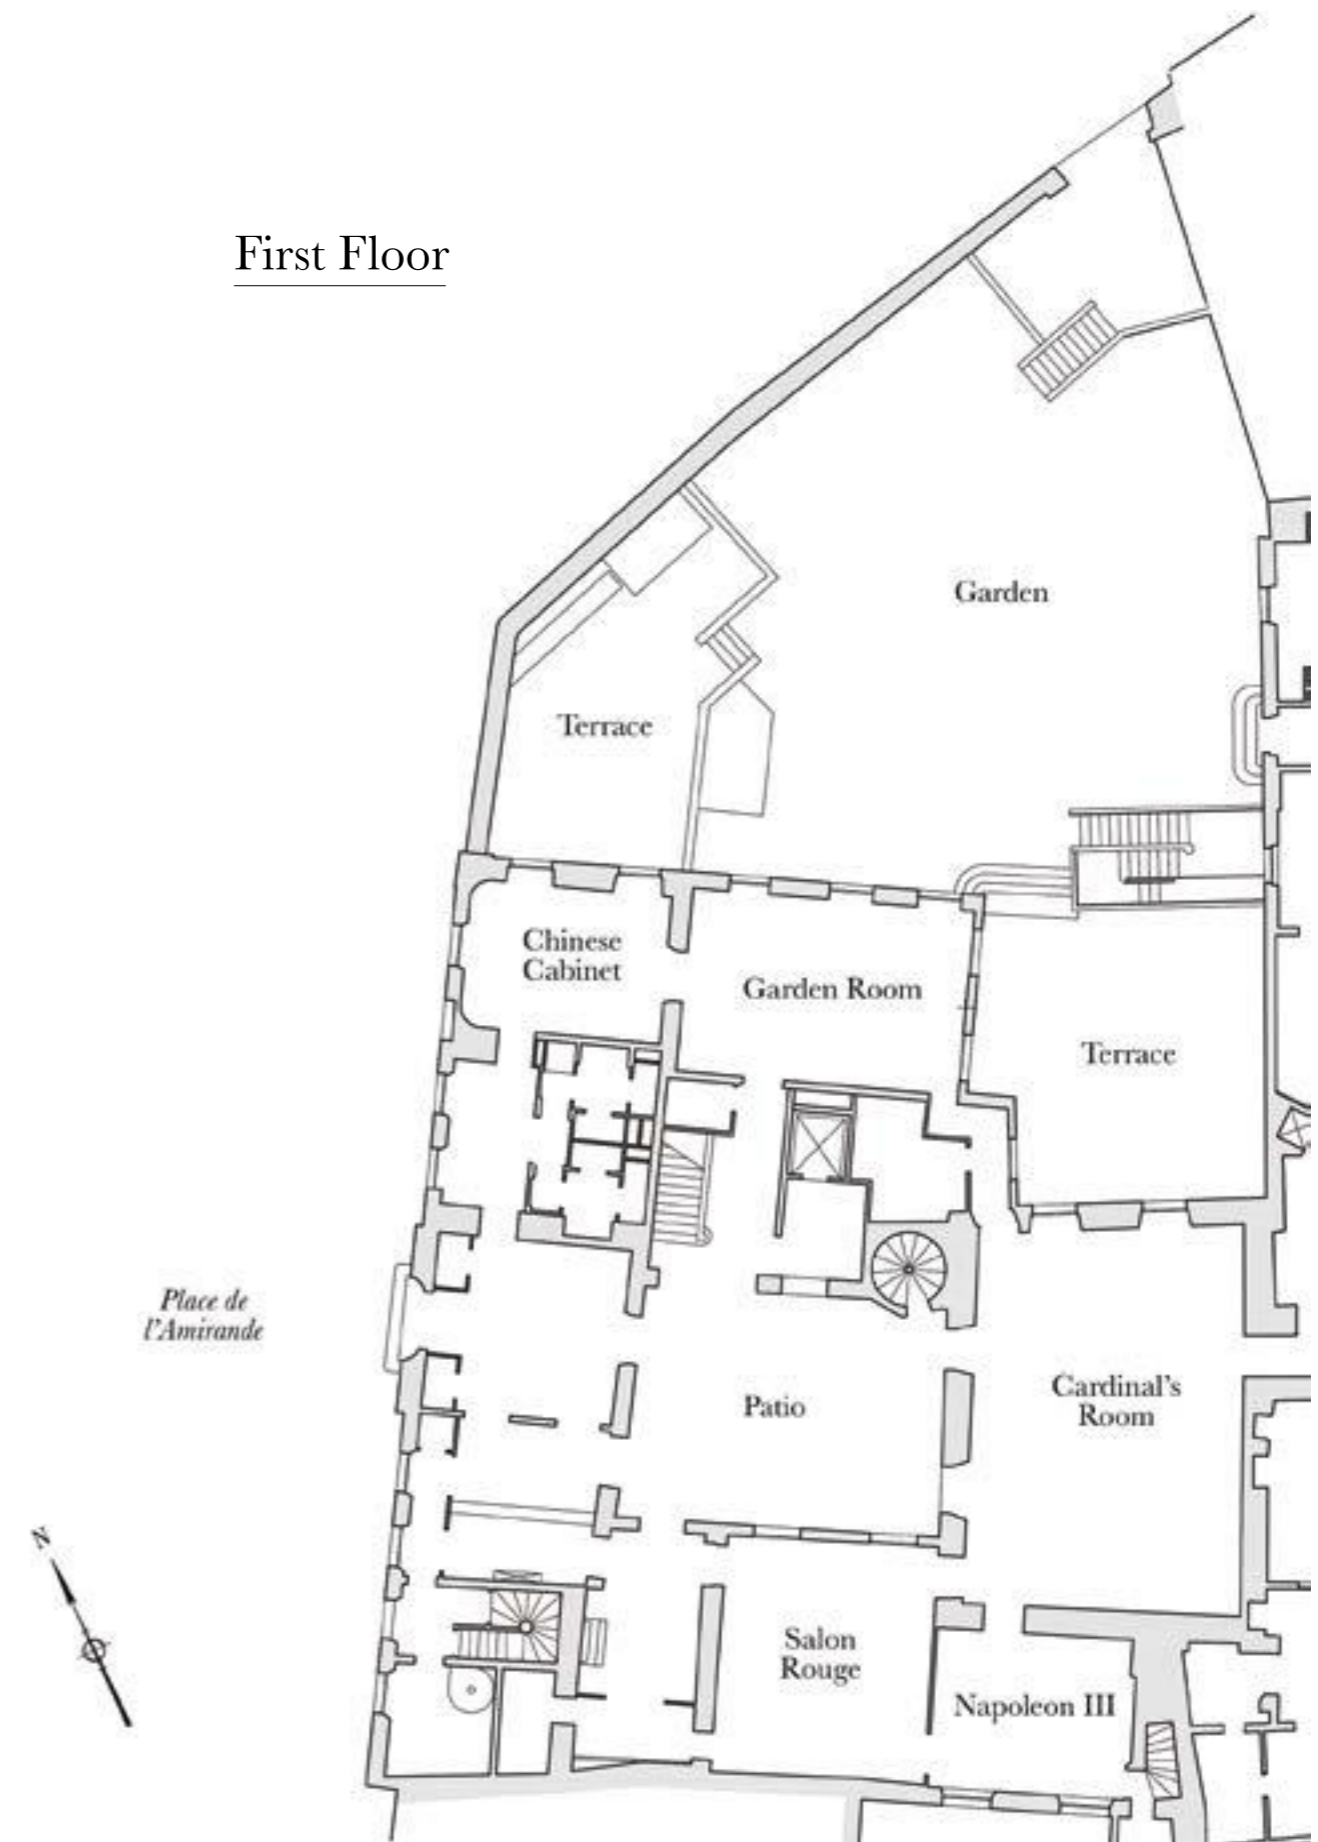 First Floor
Garden
Terrace
Chinese
Cabinet
Garden Room
Terrace
Place de
l'Amirande
Patio
Cardinal's
Room
N
Salon
Rouge
Napoleon III